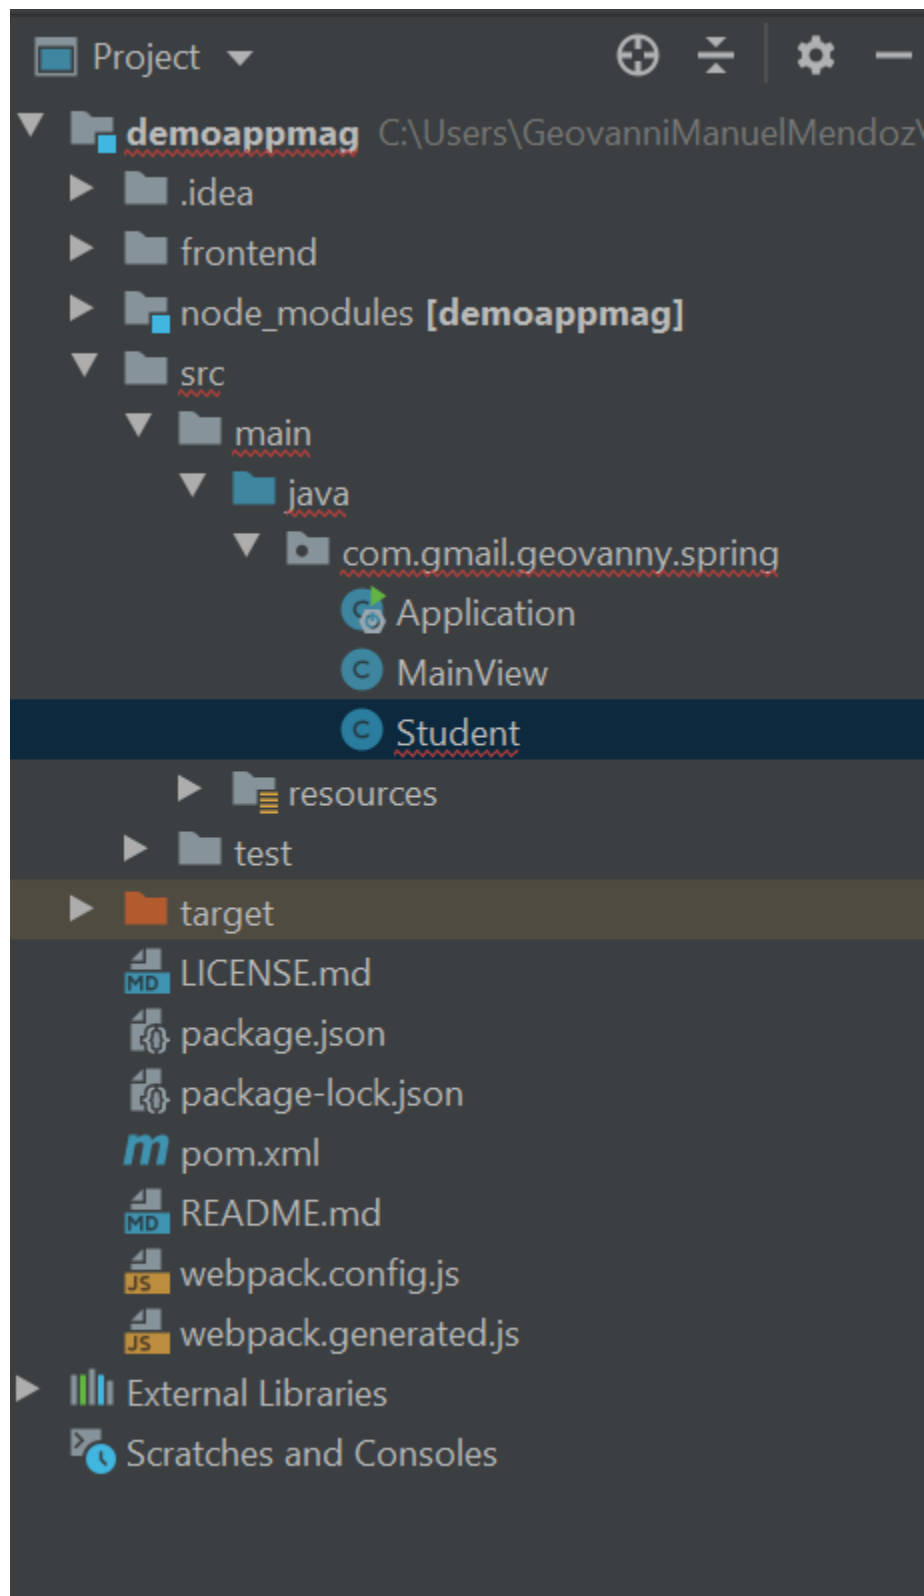 Project
demoappmag C:\Users\GeovanniManuelMendoz\
.idea
frontend
node_modules [demoappmag]
src
main
java
com.gmail.geovanny.spring
Application
MainView
Student
resources
test
target
LICENSE.md
package.json
package-lock.json
pom.xml
README.md
webpack.config.js
webpack.generated.js
External Libraries
Scratches and Consoles